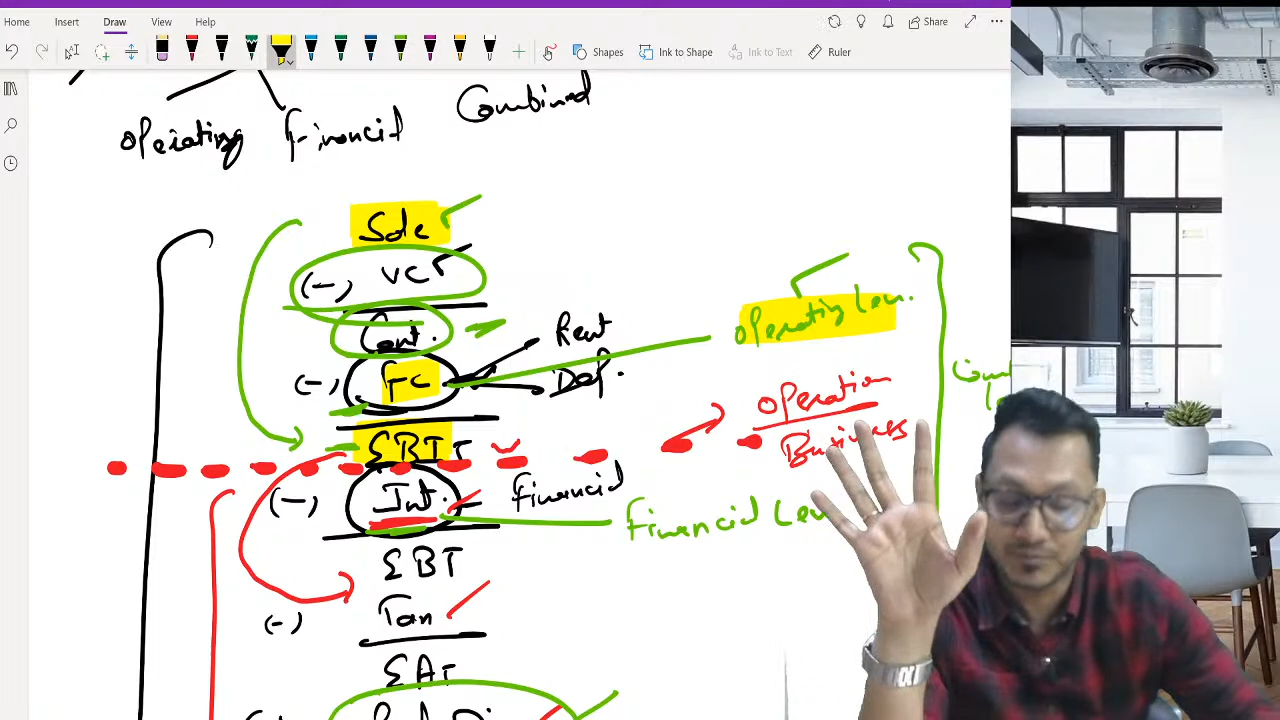 Home Insert Draw View Help Share
Shapes Ink to Shape Ink to Text Ruler
Operating Financial Combined
Sale
(-) VC
Cont.
Rent
(-) FC
Dep.
Operating Lev.
EBIT
Operation
Business
(-) Int.
Financial
Financial Lev
EBT
(-) Tax
EAT